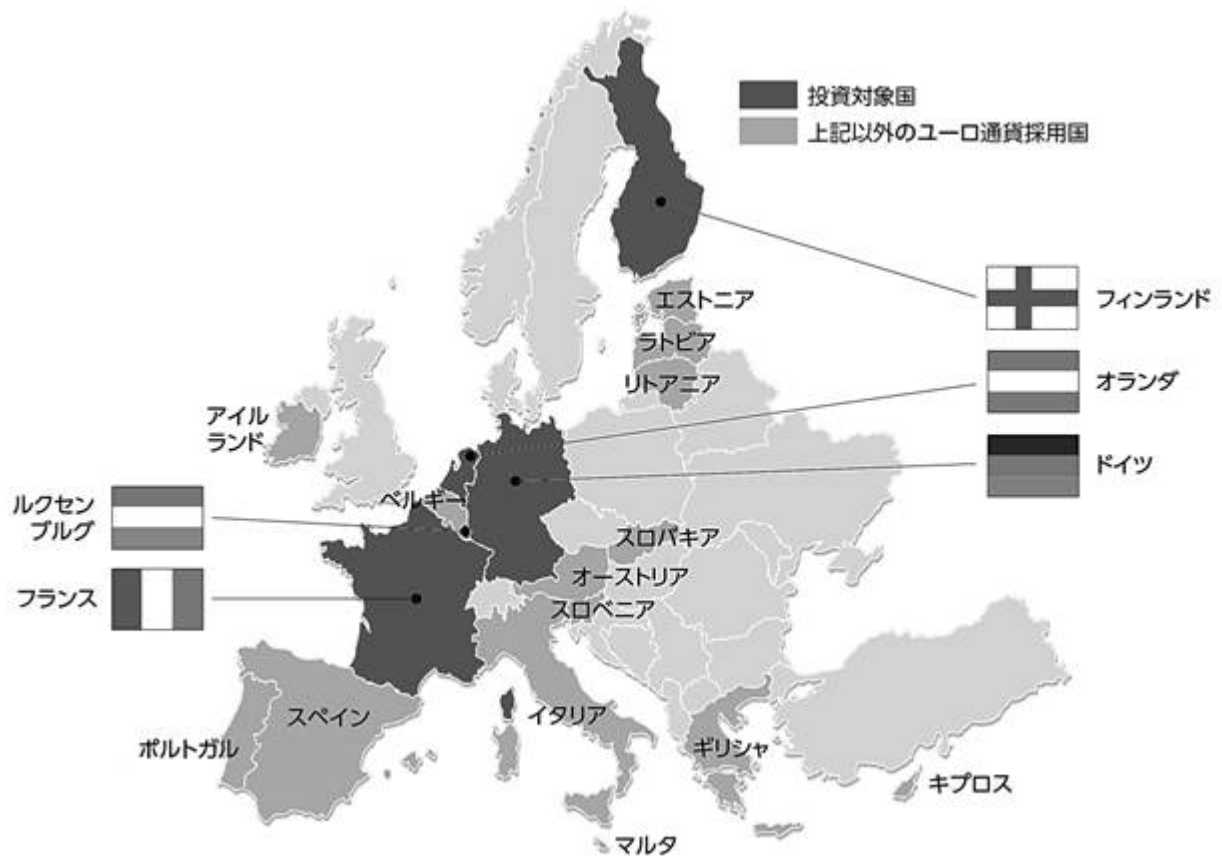 投資対象国
上記以外のユーロ通貨採用国
フィンランド
エストニア
ラトビア
オランダ
リトアニア
アイル
ランド
ドイツ
ルクセン
ブルグ
ベルギー
スロバキア
オーストリア
フランス
スロベニア
スペイン
イタリア
ポルトガル
ギリシャ
キプロス
マルタ